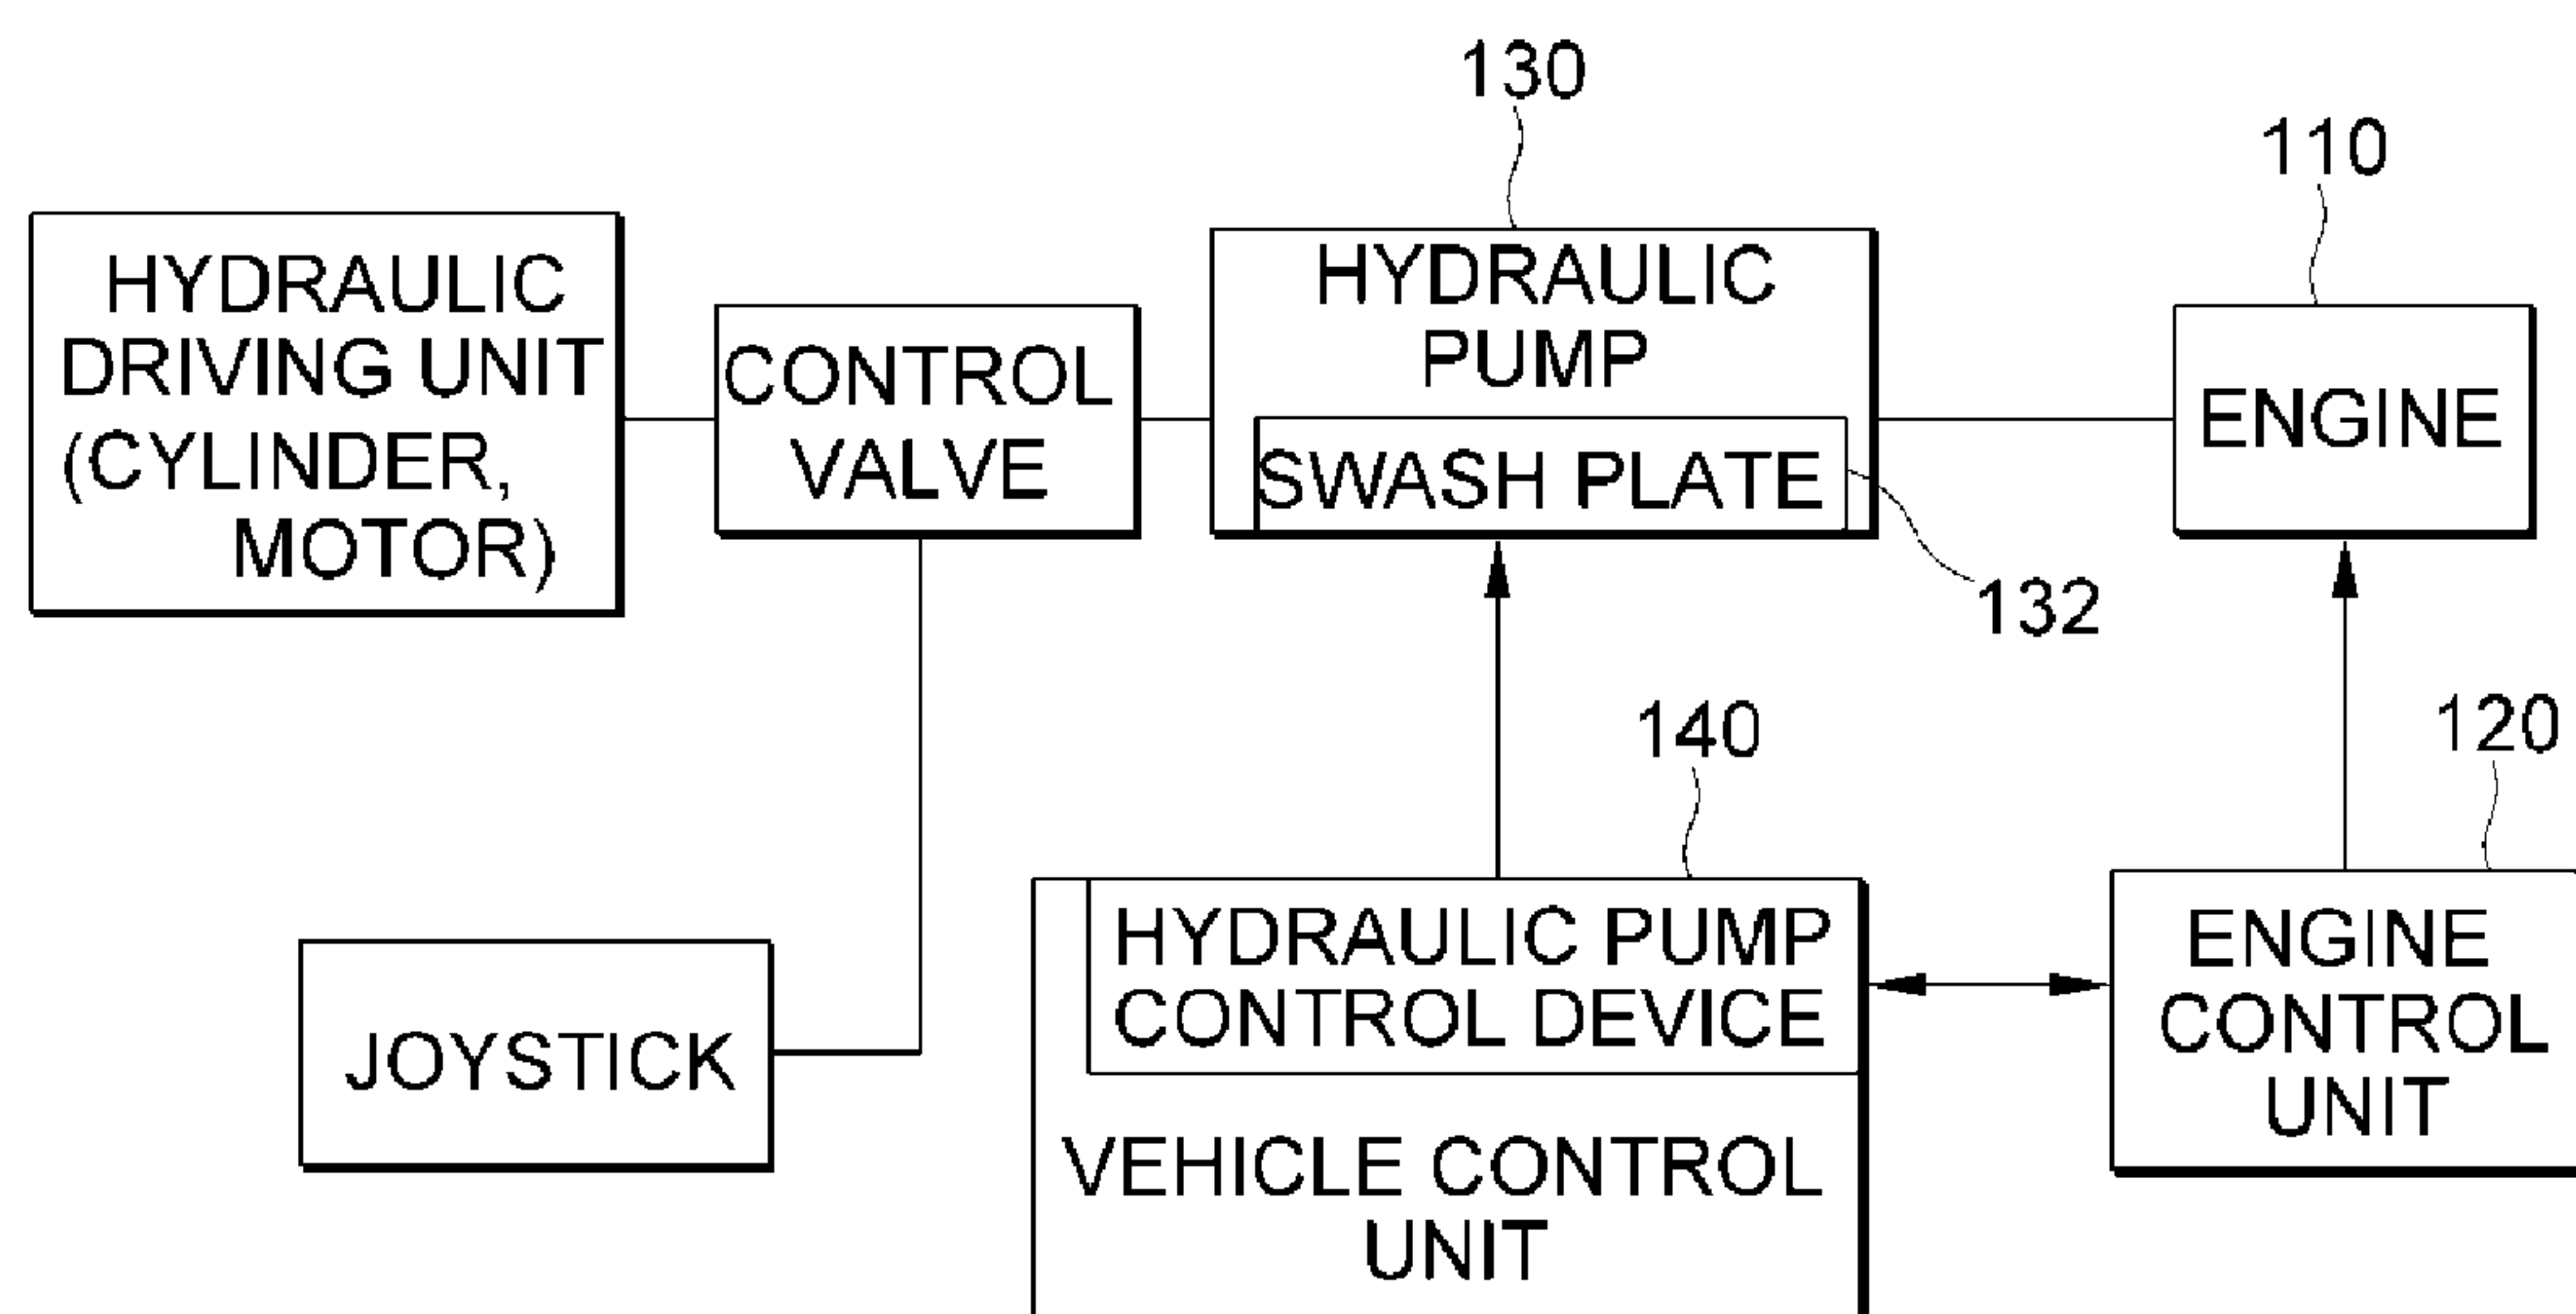 130
110
HYDRAULIC
DRIVING UNIT
(CYLINDER,
MOTOR)
CONTROL
VALVE
HYDRAULIC
PUMP
SWASH PLATE
ENGINE
132
140
120
JOYSTICK
HYDRAULIC PUMP
CONTROL DEVICE
VEHICLE CONTROL
UNIT
ENGINE
CONTROL
UNIT